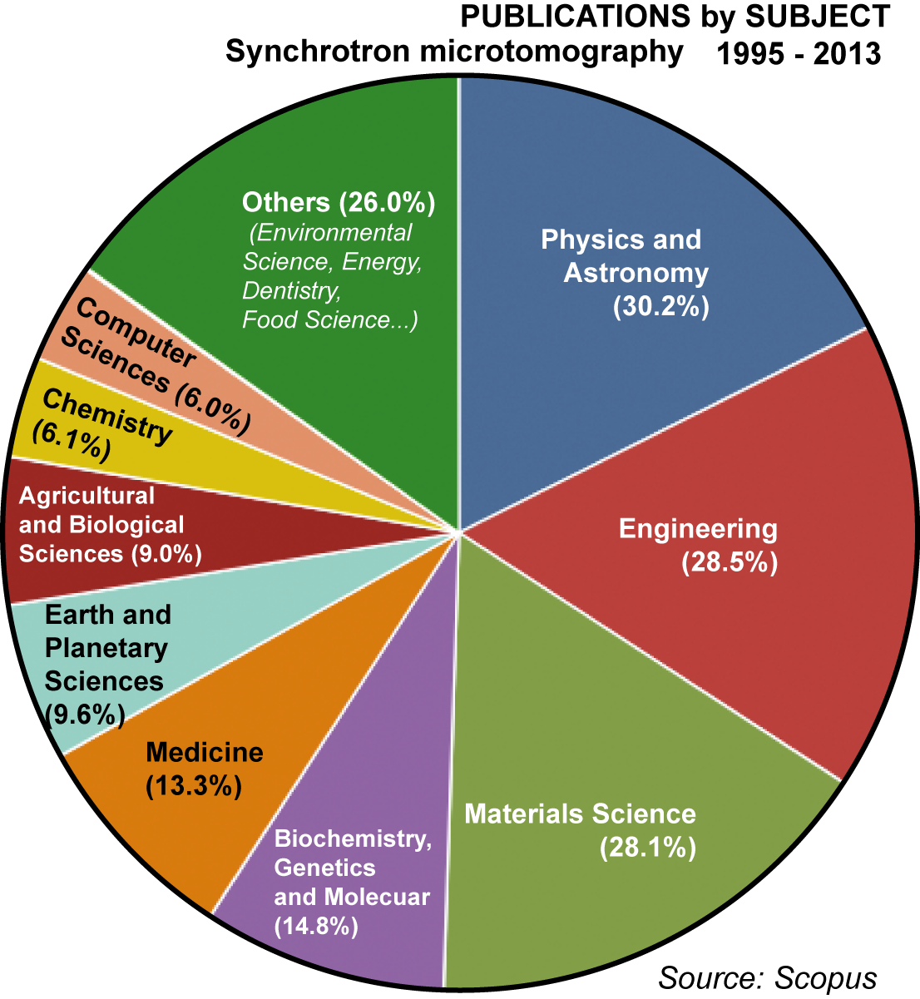 PUBLICATIONS by SUBJECT
Synchrotron microtomography 1995 - 2013
Others (26.0%)
(Environmental
Science, Energy,
Dentistry,
Food Science...)
Physics and
Astronomy
(30.2%)
Computer
Sciences (6.0%)
Chemistry
(6.1%)
Agricultural
and Biological
Sciences (9.0%)
Engineering
(28.5%)
Earth and
Planetary
Sciences
(9.6%)
Medicine
(13.3%)
Materials Science
(28.1%)
Biochemistry,
Genetics
and Molecuar
(14.8%)
Source: Scopus